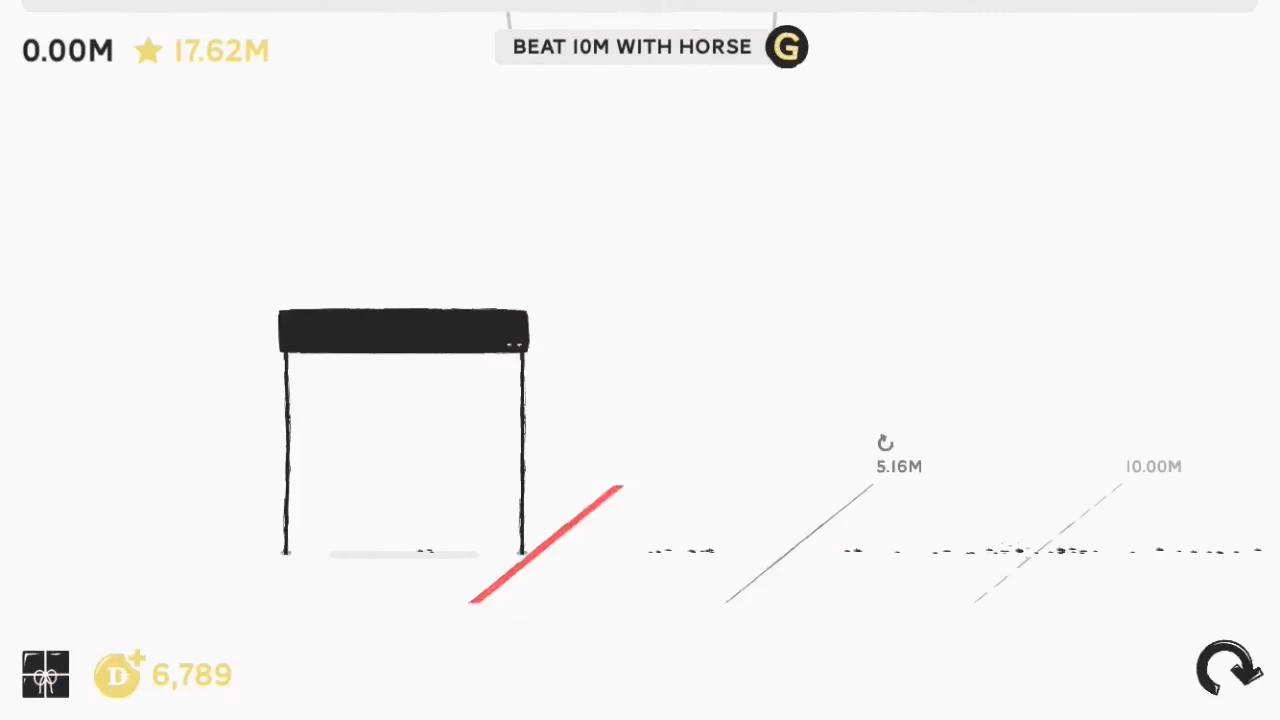 0.00M
17.62M
BEAT 10M WITH HORSE
G
5.16M
10.00M
D
6,789